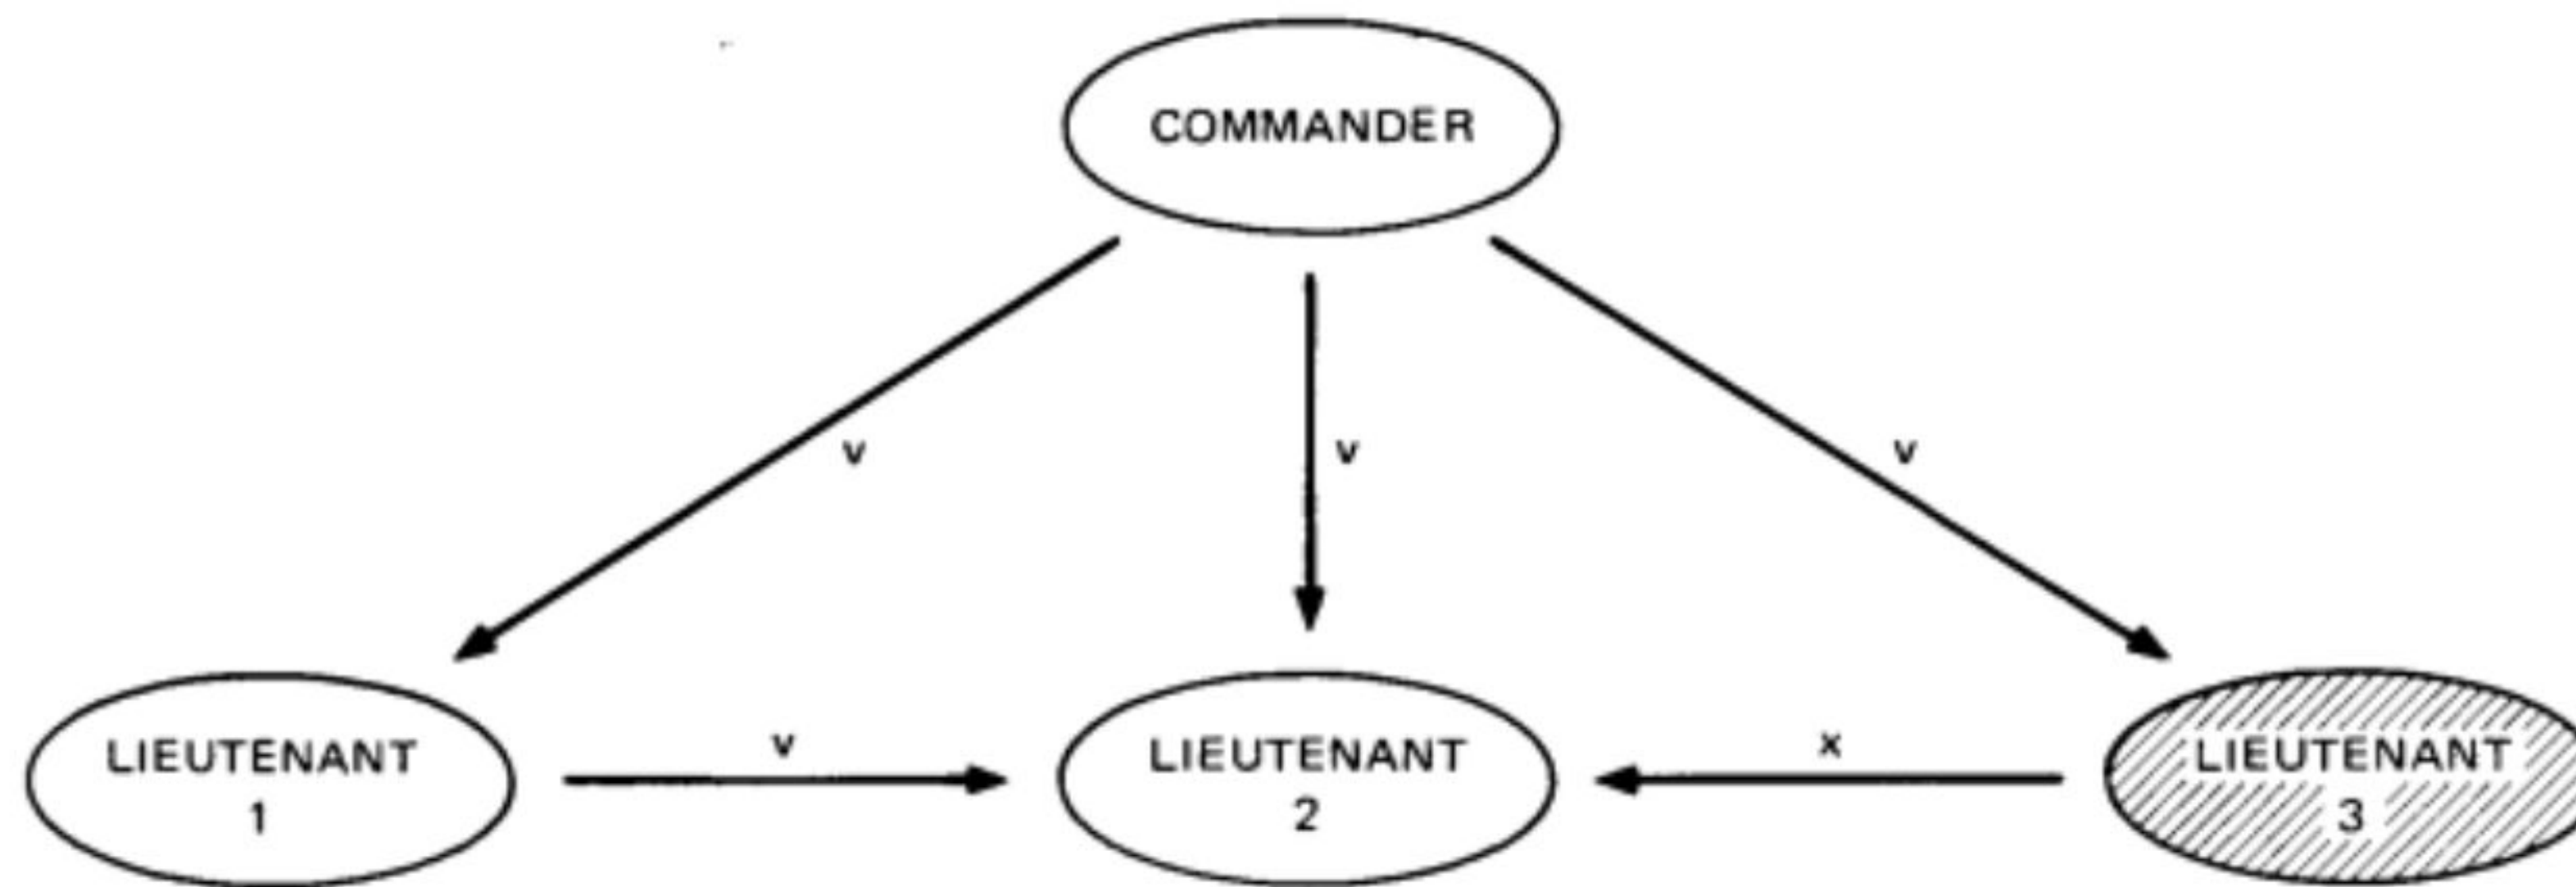 COMMANDER
v
v
v
LIEUTENANT
1
v
LIEUTENANT
2
x
LIEUTENANT
3